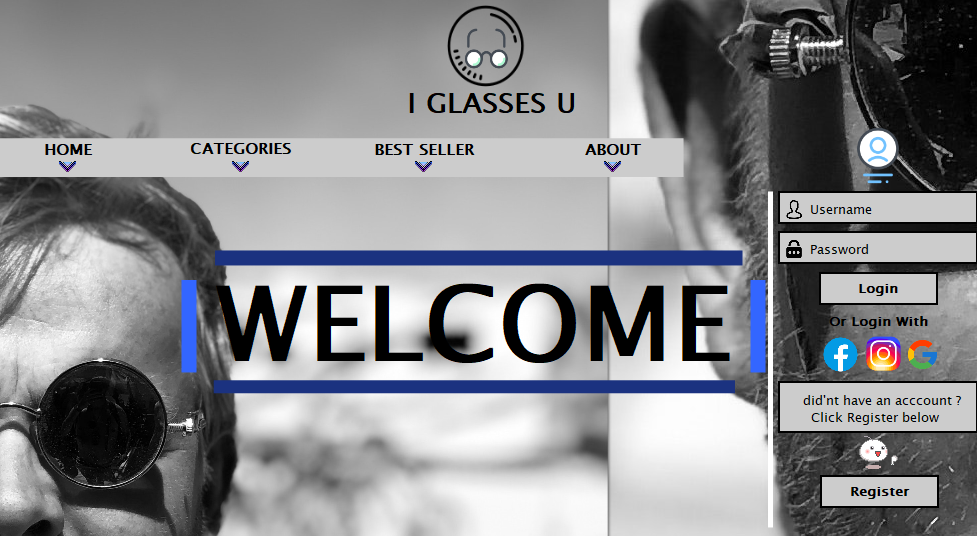 I GLASSES U
HOME CATEGORIES BEST SELLER ABOUT
WELCOME
Username
Password
Login
Or Login With
did'nt have an acccount ?
Click Register below
Register